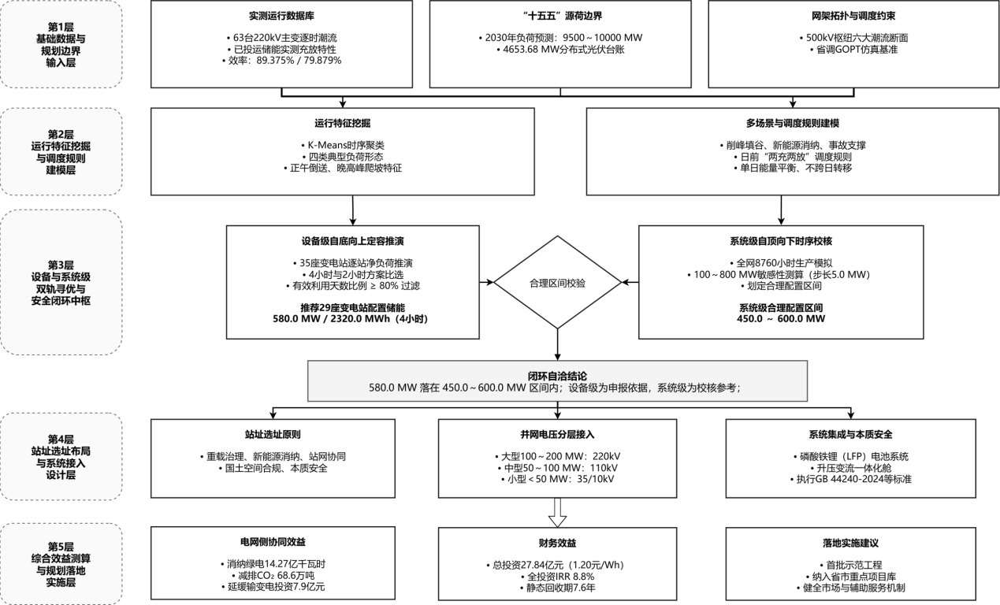 第1层
基础数据与
规划边界
输入层
实测运行数据库
• 63台220kV主变逐时潮流
• 已投运储能实测充放特性
• 效率：89.375% / 79.879%
“十五五”源荷边界
• 2030年负荷预测：9500～10000 MW
• 4653.68 MW分布式光伏台账
网架拓扑与调度约束
• 500kV枢纽六大潮流断面
• 省调GOPT仿真基准
第2层
运行特征挖掘
与调度规则
建模层
运行特征挖掘
• K-Means时序聚类
• 四类典型负荷形态
• 正午倒送、晚高峰爬坡特征
多场景与调度规则建模
• 削峰填谷、新能源消纳、事故支撑
• 日前“两充两放”调度规则
• 单日能量平衡、不跨日转移
第3层
设备与系统级
双轨寻优与
安全闭环中枢
设备级自底向上定容推演
• 35座变电站逐站净负荷推演
• 4小时与2小时方案比选
• 有效利用天数比例 ≥ 80% 过滤
推荐29座变电站配置储能
580.0 MW / 2320.0 MWh（4小时）
合理区间校验
系统级自顶向下时序校核
• 全网8760小时生产模拟
• 100～800 MW敏感性测算（步长5.0 MW）
• 划定合理配置区间
系统级合理配置区间
450.0 ～ 600.0 MW
闭环自洽结论
580.0 MW 落在 450.0～600.0 MW 区间内；设备级为申报依据，系统级为校核参考；
第4层
站址选址布局
与系统接入
设计层
站址选址原则
• 重载治理、新能源消纳、站网协同
• 国土空间合规、本质安全
并网电压分层接入
• 大型100～200 MW：220kV
• 中型50～100 MW：110kV
• 小型＜50 MW：35/10kV
系统集成与本质安全
• 磷酸铁锂（LFP）电池系统
• 升压变流一体化舱
• 执行GB 44240-2024等标准
第5层
综合效益测算
与规划落地
实施层
电网侧协同效益
• 消纳绿电14.27亿千瓦时
• 减排CO₂ 68.6万吨
• 延缓输变电投资7.9亿元
财务效益
• 总投资27.84亿元（1.20元/Wh）
• 全投资IRR 8.8%
• 静态回收期7.6年
落地实施建议
• 首批示范工程
• 纳入省市重点项目库
• 健全市场与辅助服务机制